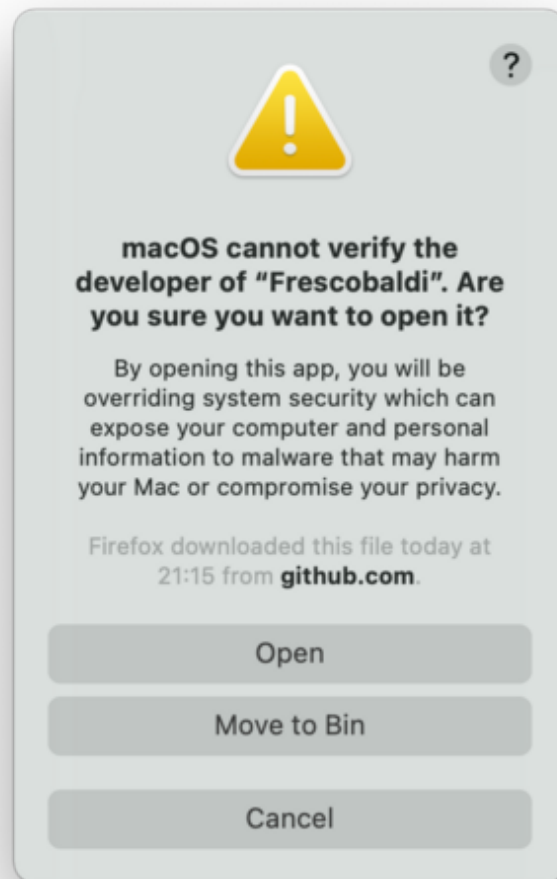 ?
macOS cannot verify the
developer of “Frescobaldi”. Are
you sure you want to open it?
By opening this app, you will be
overriding system security which can
expose your computer and personal
information to malware that may harm
your Mac or compromise your privacy.
Firefox downloaded this file today at
21:15 from github.com.
Open
Move to Bin
Cancel